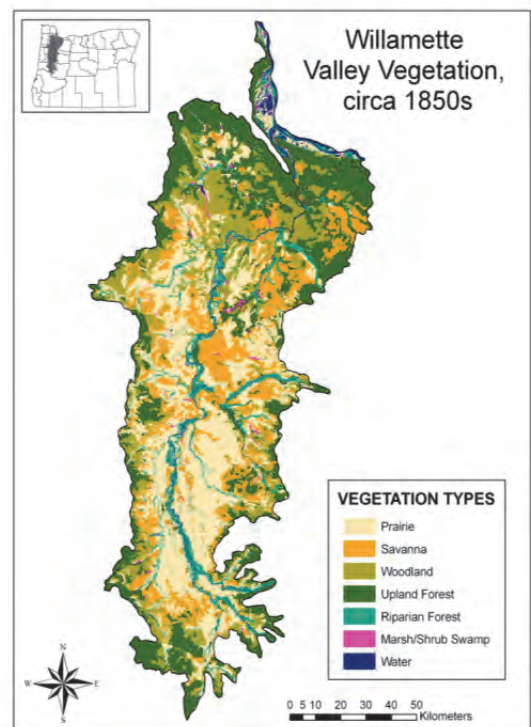 Willamette
Valley Vegetation,
circa 1850s
VEGETATION TYPES
Prairie
Savanna
Woodland
Upland Forest
Riparian Forest
Marsh/Shrub Swamp
Water
N
W E
S
0 5 10 20 30 40 50
Kilometers